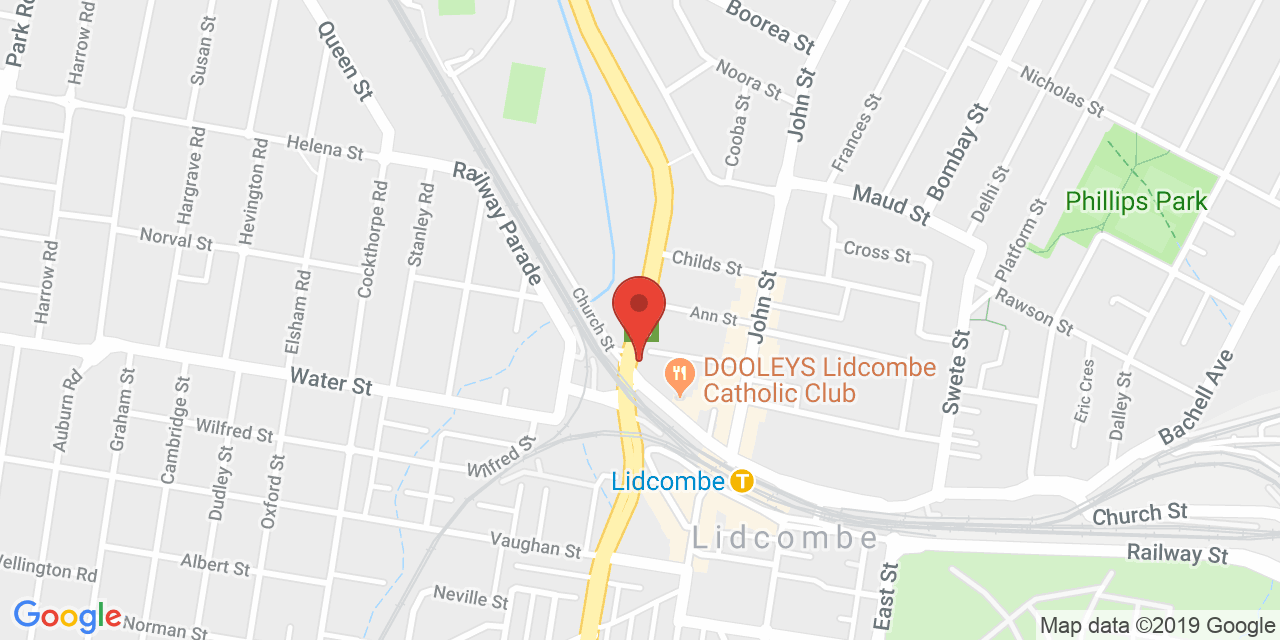 Park Rd
Harrow Rd
Susan St
Queen St
Boorea St
Noora St
John St
Cooba St
Frances St
Nicholas St
Bombay St
Helena St
Hargrave Rd
Hevington Rd
Railway Parade
Stanley Rd
Cockthorpe Rd
Maud St
Delhi St
Phillips Park
Platform St
Norval St
Cross St
Childs St
Harrow Rd
Elsham Rd
Church St
Ann St
John St
Rawson St
Swete St
DOOLEYS Lidcombe
Catholic Club
Water St
Auburn Rd
Graham St
Cambridge St
Eric Cres
Dalley St
Bachell Ave
Wilfred St
Wilfred St
Dudley St
Oxford St
Lidcombe
T
Church St
Lidcombe
Vaughan St
Railway St
Albert St
Wellington Rd
East St
Neville St
Norman St
Google
Map data ©2019 Google